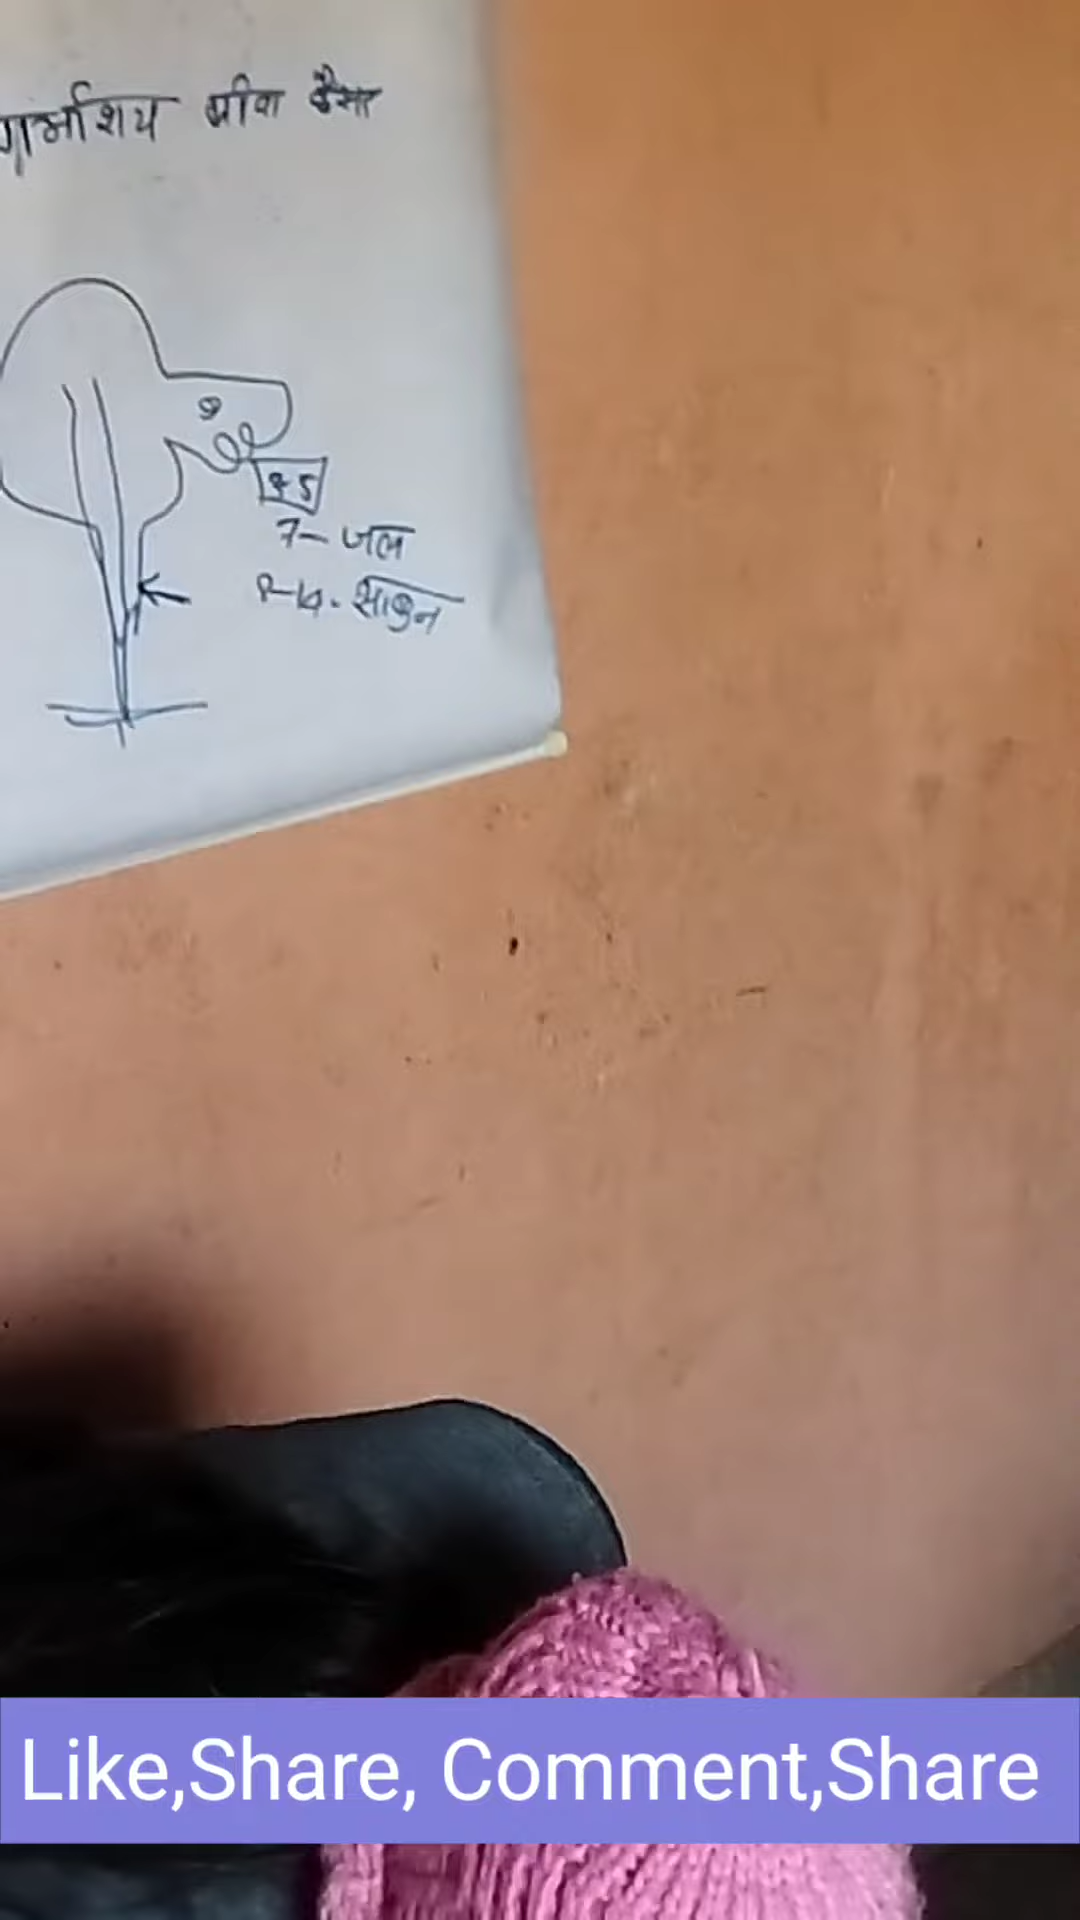 गर्भाशय ग्रीवा कैंसर
7- जल
साबुन
Like,Share, Comment,Share